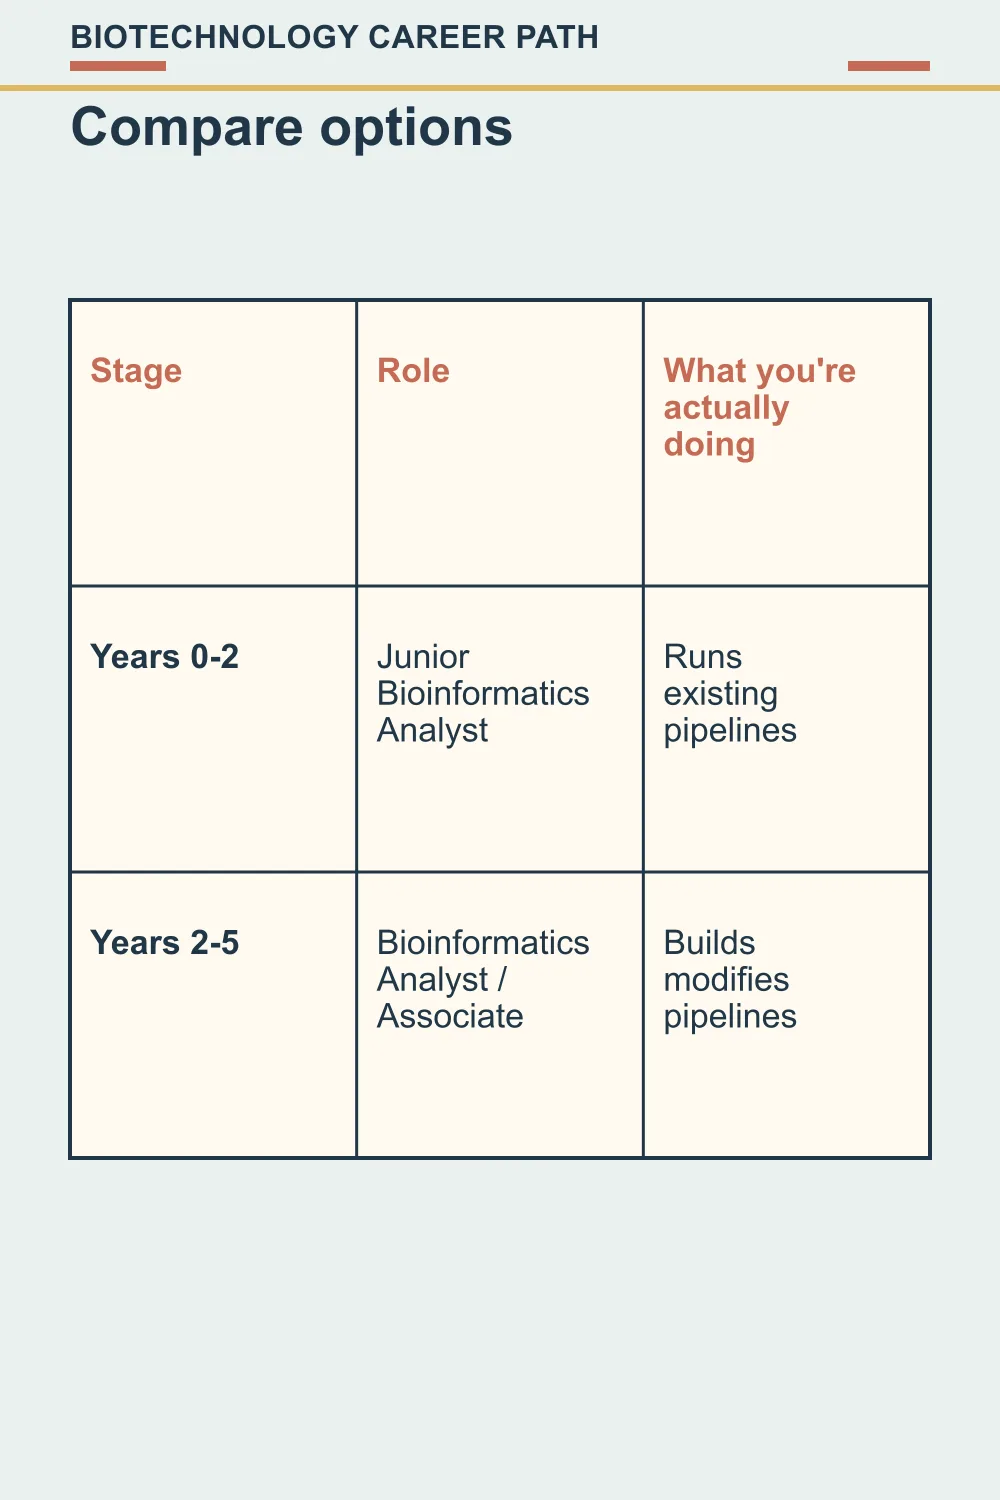 BIOTECHNOLOGY CAREER PATH
Compare options
Stage
Role
What you're
actually
doing
Years 0-2
Junior
Bioinformatics
Analyst
Runs
existing
pipelines
Years 2-5
Bioinformatics
Analyst /
Associate
Builds
modifies
pipelines